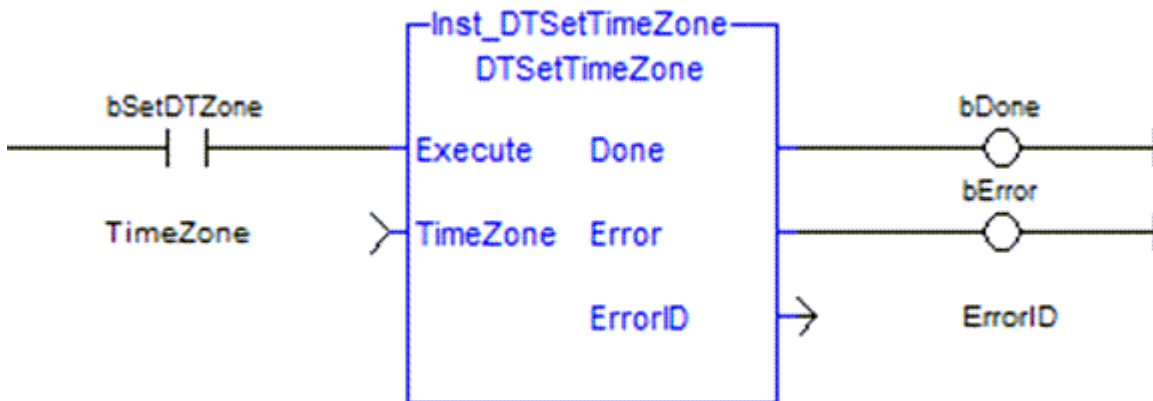 Inst_DTSetTimeZone
DTSetTimeZone
bSetDTZone
bDone
Execute Done
bError
TimeZone TimeZone Error
ErrorID ErrorID